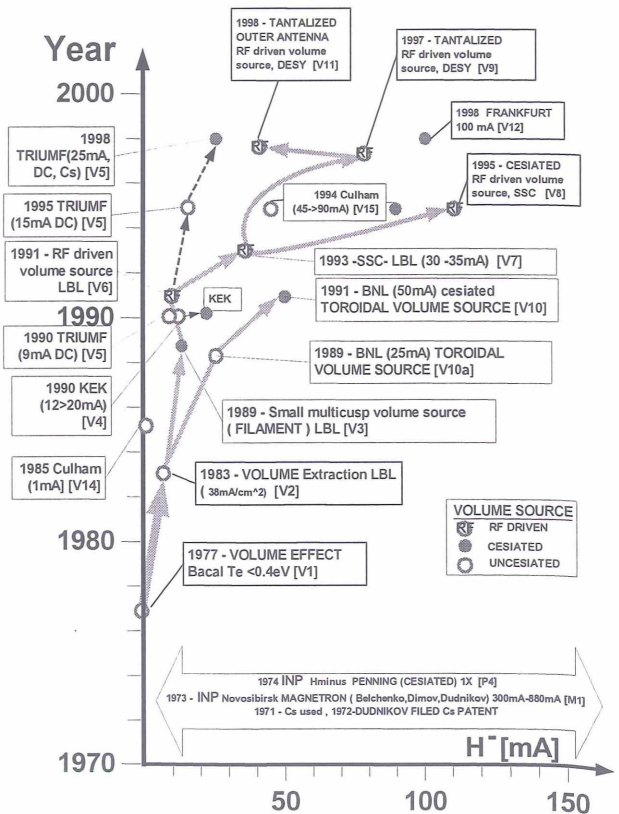 1998 - TANTALIZED
OUTER ANTENNA
RF driven volume
source, DESY [V11]
1997 - TANTALIZED
RF driven volume
source, DESY [V9]
Year
2000
1998
TRIUMF(25mA,
DC, Cs) [V5]
RF
RF
1998 FRANKFURT
100 mA [V12]
1995 - CESIATED
RF driven volume
source, SSC [V8]
1995 TRIUMF
(15mA DC) [V5]
1994 Culham
(45->90mA) [V15]
RF
1991 - RF driven
volume source
LBL [V6]
RF
1993 -SSC- LBL (30 -35mA) [V7]
RF
KEK
1991 - BNL (50mA) cesiated
TOROIDAL VOLUME SOURCE [V10]
1990
1990 TRIUMF
(9mA DC) [V5]
1989 - BNL (25mA) TOROIDAL
VOLUME SOURCE [V10a]
1990 KEK
(12>20mA)
[V4]
1989 - Small multicusp volume source
( FILAMENT ) LBL [V3]
1985 Culham
(1mA) [V14]
1983 - VOLUME Extraction LBL
( 38mA/cm^2) [V2]
VOLUME SOURCE
RF RF DRIVEN
CESIATED
UNCESIATED
1980
1977 - VOLUME EFFECT
Bacal Te <0.4eV [V1]
1974 INP Hminus PENNING (CESIATED) 1X [P4]
1973 - INP Novosibirsk MAGNETRON ( Belchenko,Dimov,Dudnikov) 300mA-880mA [M1]
1971 - Cs used , 1972-DUDNIKOV FILED Cs PATENT
H⁻[mA]
1970
50
100
150